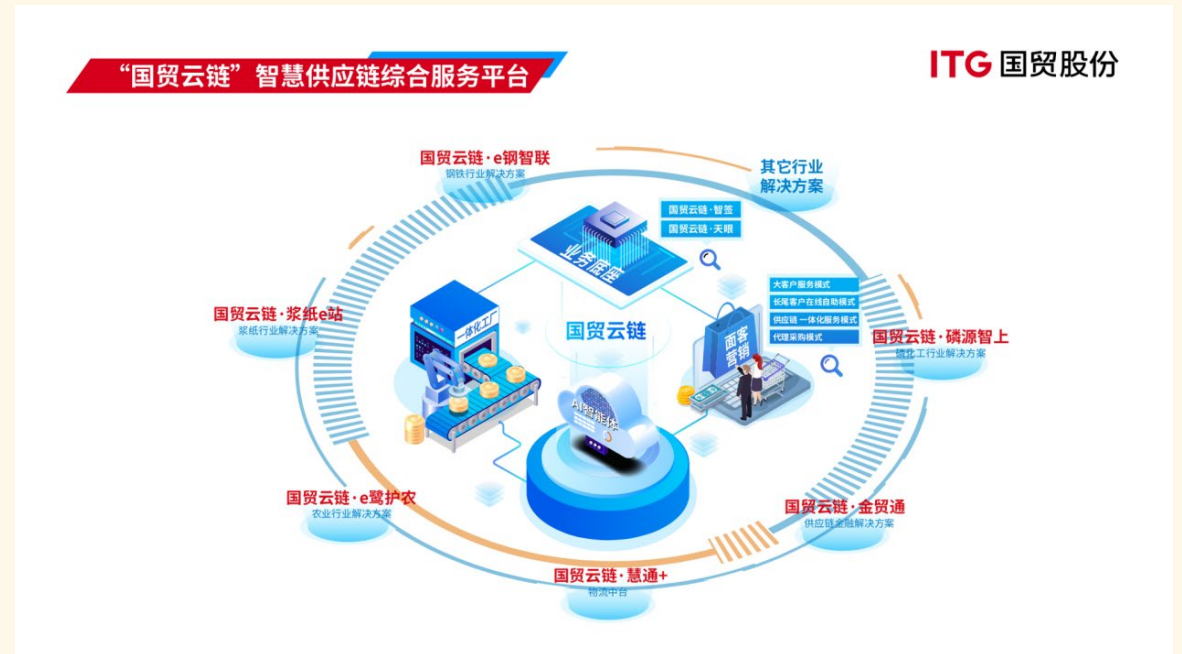 “国贸云链”智慧供应链综合服务平台
ITG 国贸股份
国贸云链·e钢智联
钢铁行业解决方案
其它行业
解决方案
国贸云链·智签
国贸云链·天眼
业务底座
大客户服务模式
长尾客户在线自助模式
供应链一体化服务模式
代理采购模式
国贸云链·浆纸e站
浆纸行业解决方案
一体化工厂
国贸云链
面客
营销
国贸云链·磷源智上
磷化工行业解决方案
AI智能体
国贸云链·e鹭护农
农业行业解决方案
国贸云链·金贸通
供应链金融解决方案
国贸云链·慧通+
物流中台